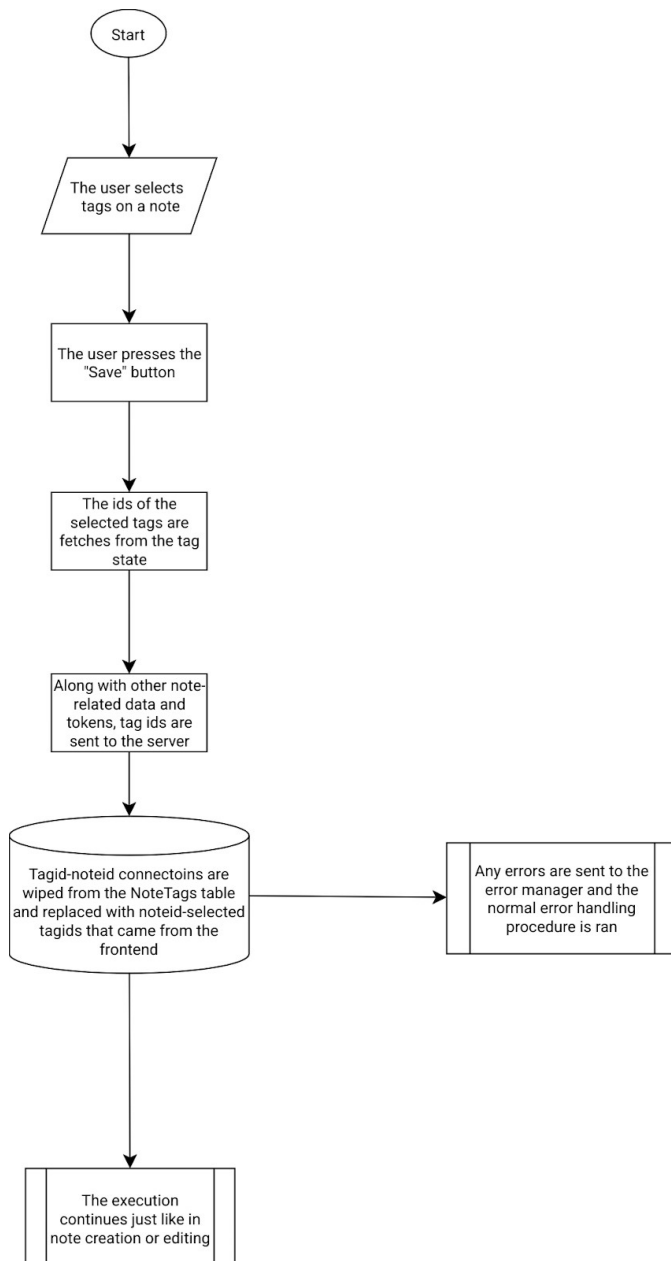 Start
The user selects
tags on a note
The user presses the
"Save" button
The ids of the
selected tags are
fetches from the tag
state
Along with other note-
related data and
tokens, tag ids are
sent to the server
Tagid-noteid connectoins are
wiped from the NoteTags table
and replaced with noteid-selected
tagids that came from the
frontend
Any errors are sent to the
error manager and the
normal error handling
procedure is ran
The execution
continues just like in
note creation or editing